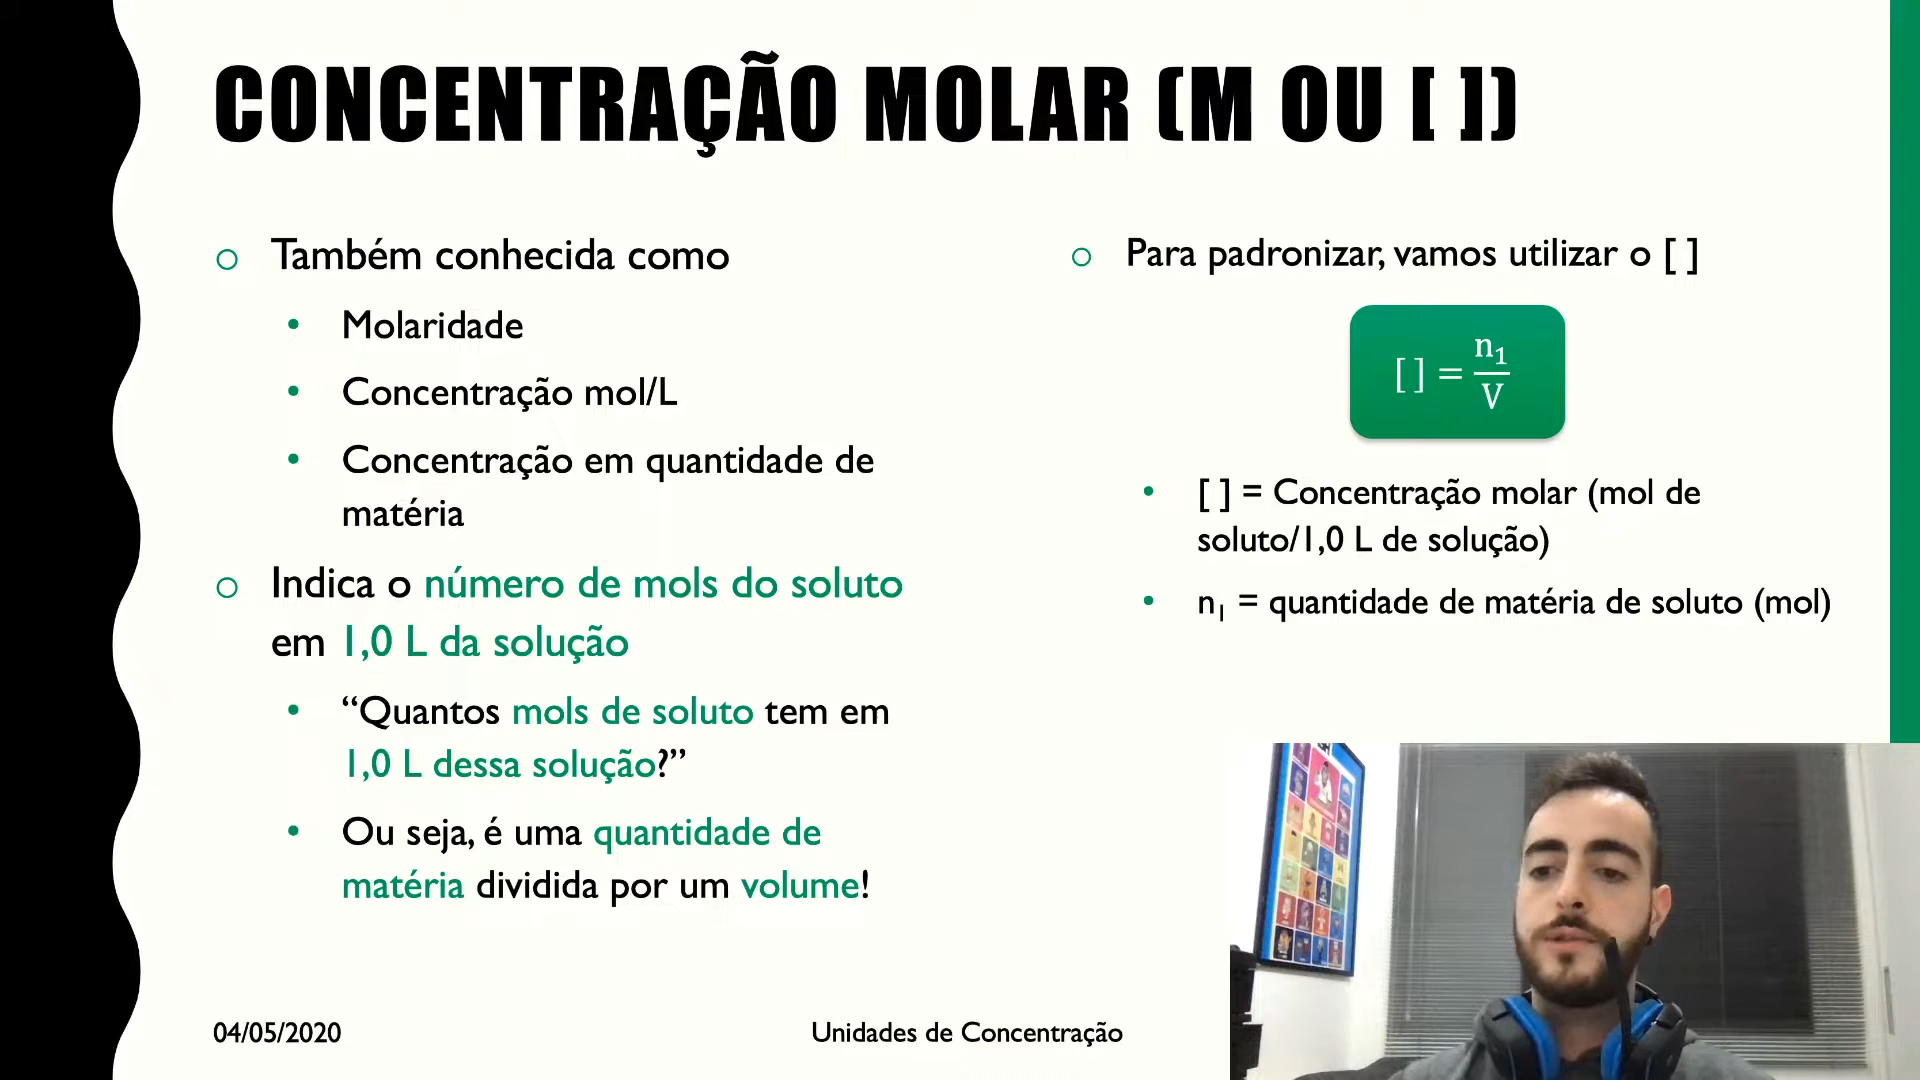 CONCENTRAÇÃO MOLAR (M OU [ ])
Também conhecida como
Molaridade
Concentração mol/L
Concentração em quantidade de
matéria
Indica o número de mols do soluto
em 1,0 L da solução
“Quantos mols de soluto tem em
1,0 L dessa solução?”
Ou seja, é uma quantidade de
matéria dividida por um volume!
Para padronizar, vamos utilizar o [ ]
[ ] = n₁/V
[ ] = Concentração molar (mol de
soluto/1,0 L de solução)
n₁ = quantidade de matéria de soluto (mol)
04/05/2020
Unidades de Concentração